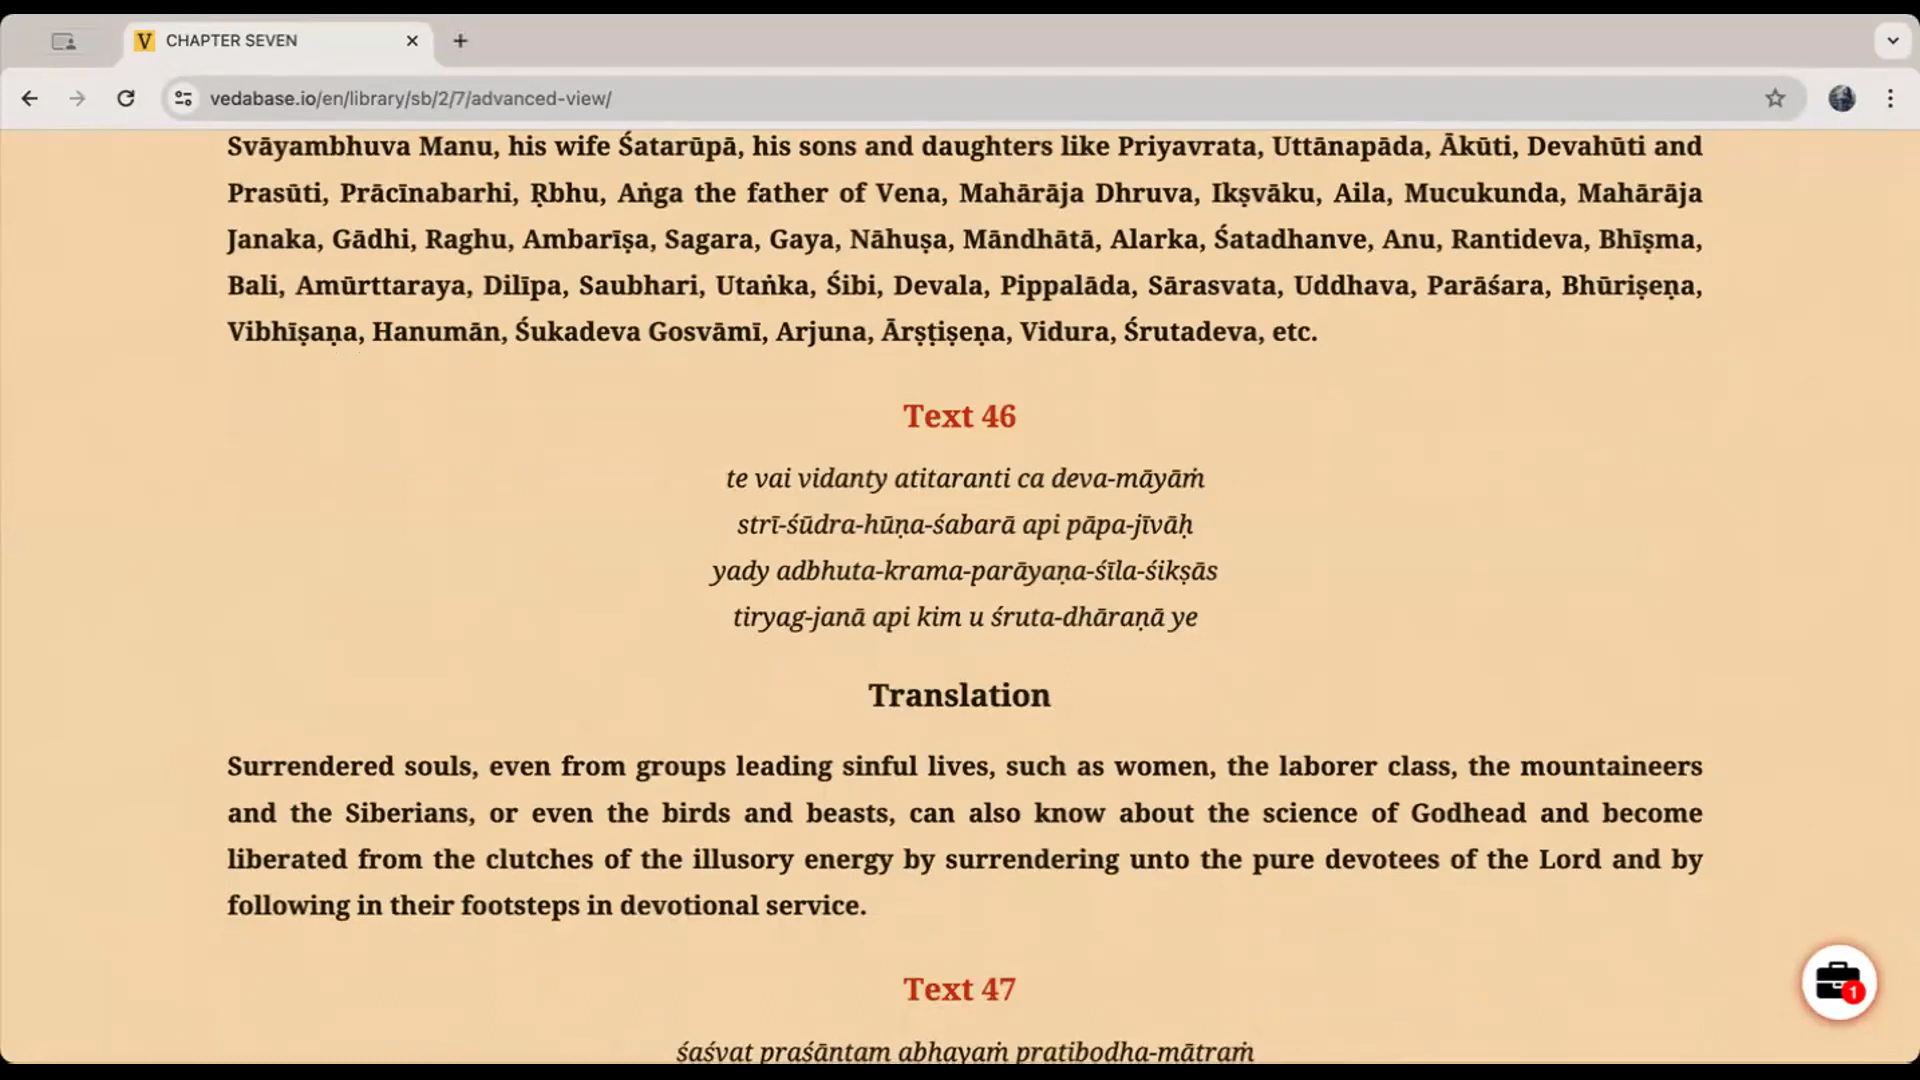 CHAPTER SEVEN
vedabase.io/en/library/sb/2/7/advanced-view/
Svāyambhuva Manu, his wife Śatarūpā, his sons and daughters like Priyavrata, Uttānapāda, Ākūti, Devahūti and
Prasūti, Prācīnabarhi, Ṛbhu, Aṅga the father of Vena, Mahārāja Dhruva, Ikṣvāku, Aila, Mucukunda, Mahārāja
Janaka, Gādhi, Raghu, Ambarīṣa, Sagara, Gaya, Nāhuṣa, Māndhātā, Alarka, Śatadhanve, Anu, Rantideva, Bhīṣma,
Bali, Amūrttaraya, Dilīpa, Saubhari, Utaṅka, Śibi, Devala, Pippalāda, Sārasvata, Uddhava, Parāśara, Bhūriṣeṇa,
Vibhīṣaṇa, Hanumān, Śukadeva Gosvāmī, Arjuna, Ārṣṭiṣeṇa, Vidura, Śrutadeva, etc.
Text 46
te vai vidanty atitaranti ca deva-māyāṁ
strī-śūdra-hūṇa-śabarā api pāpa-jīvāḥ
yady adbhuta-krama-parāyaṇa-śīla-śikṣās
tiryag-janā api kim u śruta-dhāraṇā ye
Translation
Surrendered souls, even from groups leading sinful lives, such as women, the laborer class, the mountaineers
and the Siberians, or even the birds and beasts, can also know about the science of Godhead and become
liberated from the clutches of the illusory energy by surrendering unto the pure devotees of the Lord and by
following in their footsteps in devotional service.
1
Text 47
śaśvat praśāntam abhayaṁ pratibodha-mātraṁ